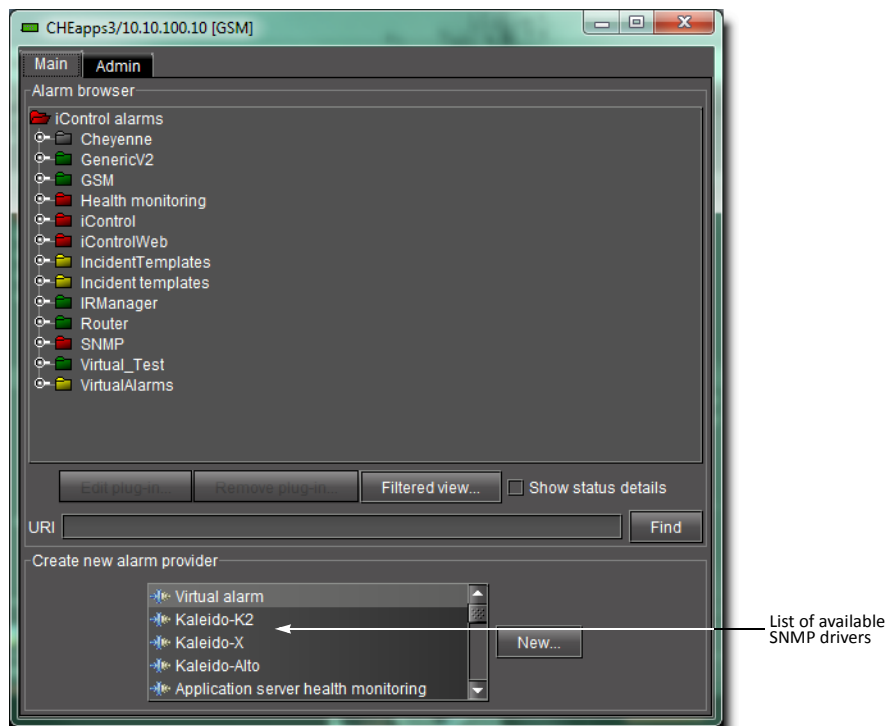 CHEapps3/10.10.100.10 [GSM]
Main Admin
Alarm browser
iControl alarms
Cheyenne
GenericV2
GSM
Health monitoring
iControl
iControlWeb
IncidentTemplates
Incident templates
IRManager
Router
SNMP
Virtual_Test
VirtualAlarms
Edit plug-in... Remove plug-in... Filtered view... Show status details
URI Find
Create new alarm provider
Virtual alarm
Kaleido-K2
Kaleido-X
Kaleido-Alto
Application server health monitoring
New...
List of available
SNMP drivers